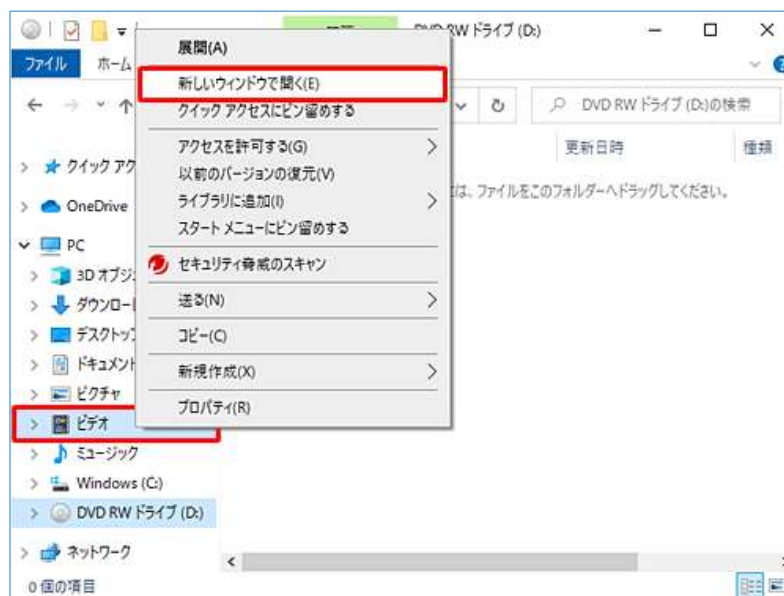 DVD RW ドライブ (D:)
ファイル
ホーム
DVD RW ドライブ (D:)の検索
展開(A)
新しいウィンドウで開く(E)
クイック アクセスにピン留めする
アクセスを許可する(G)
以前のバージョンの復元(V)
ライブラリに追加(I)
スタート メニューにピン留めする
セキュリティ脅威のスキャン
送る(N)
コピー(C)
新規作成(X)
プロパティ(R)
更新日時
種類
は、ファイルをこのフォルダーへドラッグしてください。
クイック アク
OneDrive
PC
3D オブジ
ダウンロー
デスクトップ
ドキュメント
ピクチャ
ビデオ
ミュージック
Windows (C:)
DVD RW ドライブ (D:)
ネットワーク
0 個の項目